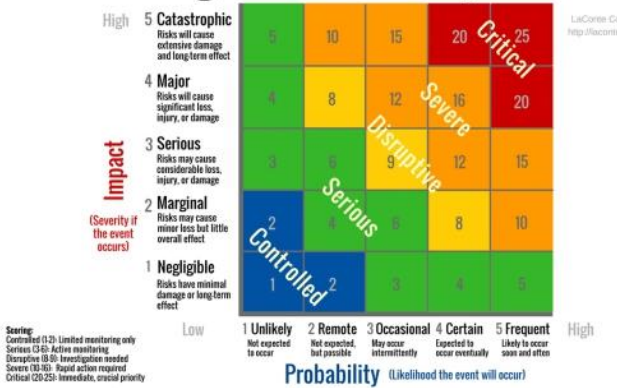 High
5 Catastrophic
Risks will cause
extensive damage
and long-term effect
5 10 15 20 25
Critical
4 Major
Risks will cause
significant loss,
injury, or damage
4 8 12 16 20
Severe
3 Serious
Risks may cause
considerable loss,
injury, or damage
3 6 9 12 15
Disruptive
2 Marginal
Risks may cause
minor loss but little
overall effect
2 4 6 8 10
Serious
1 Negligible
Risks have minimal
damage or long-term
effect
1 2 3 4 5
Controlled
Impact
(Severity if
the event
occurs)
Low
1 Unlikely
Not expected
to occur
2 Remote
Not expected,
but possible
3 Occasional
May occur
intermittently
4 Certain
Expected to
occur eventually
5 Frequent
Likely to occur
soon and often
High
Probability (Likelihood the event will occur)
Scoring:
Controlled (1-2): Limited monitoring only
Serious (3-6): Active monitoring
Disruptive (8-9): Investigation needed
Severe (10-16): Rapid action required
Critical (20-25): Immediate, crucial priority
LaConte